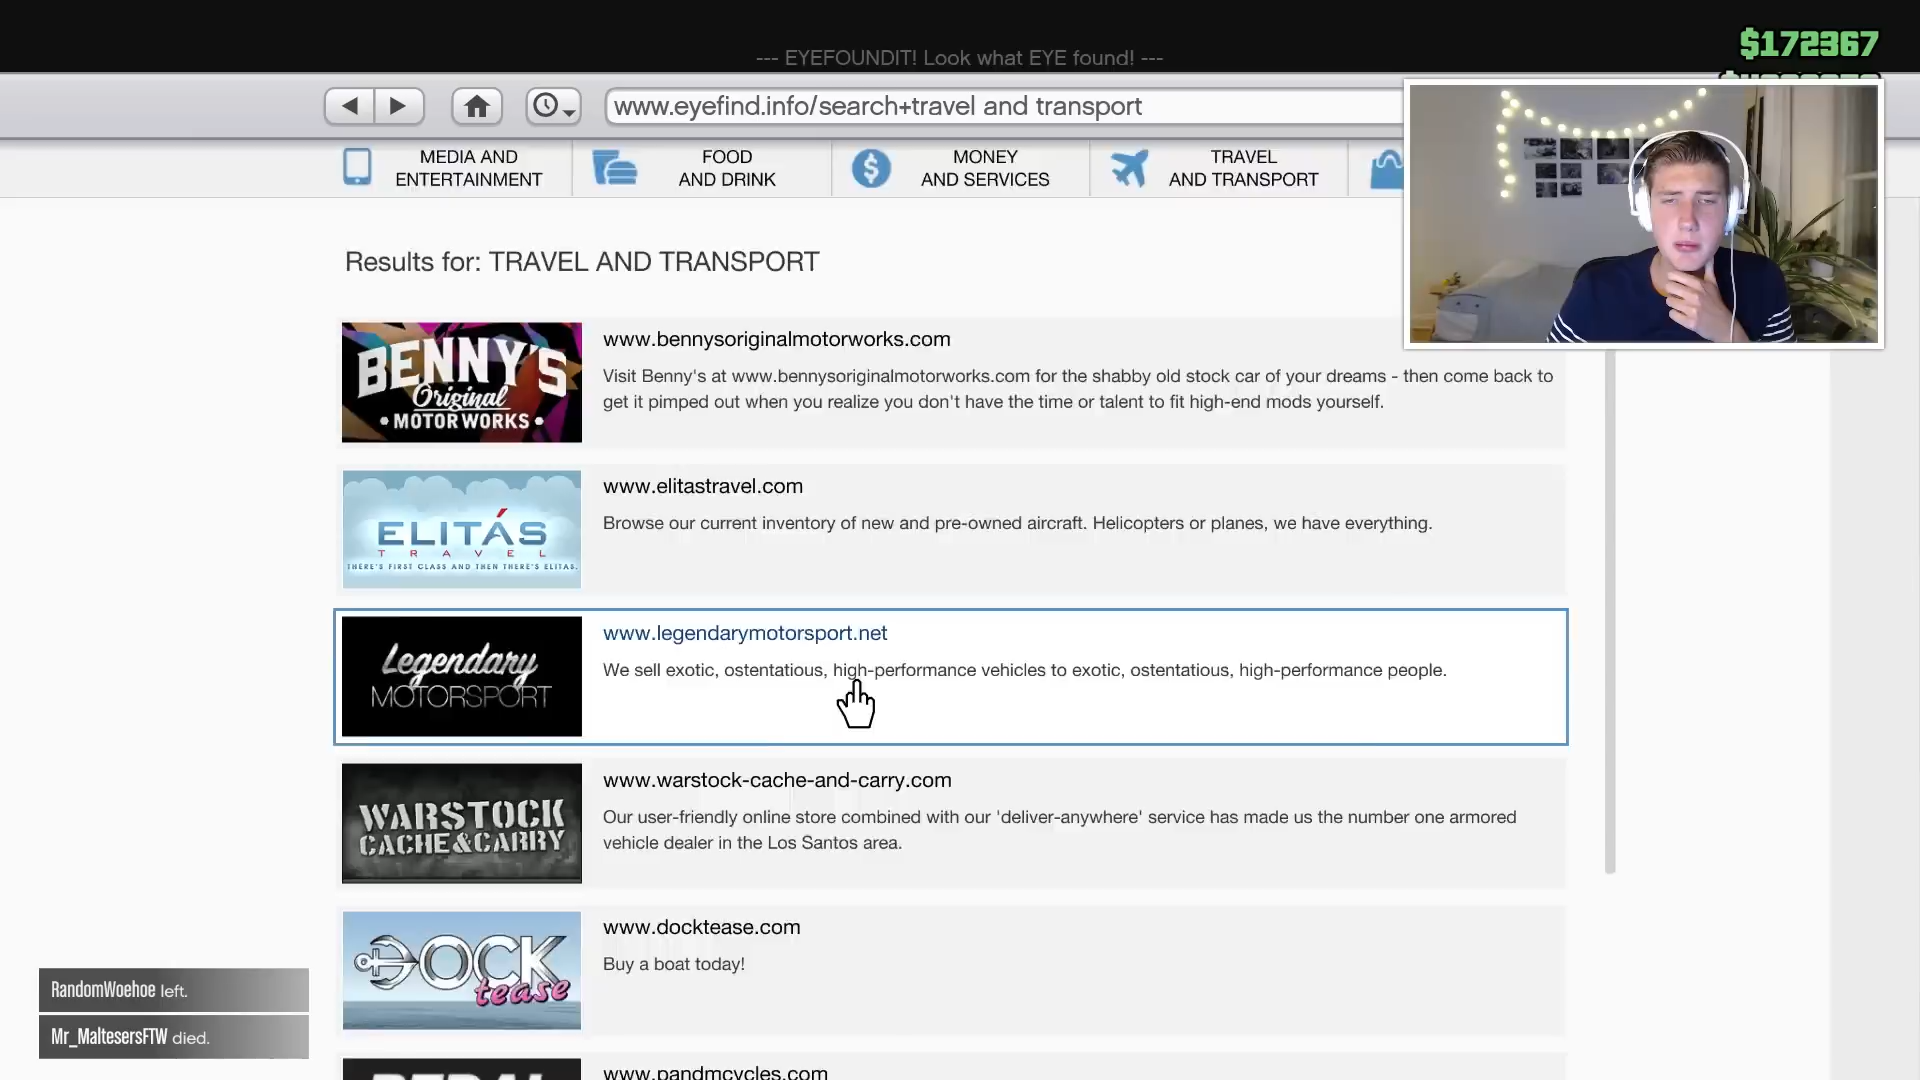 $172367
--- EYEFOUNDIT! Look what EYE found! ---
www.eyefind.info/search+travel and transport
MEDIA AND
ENTERTAINMENT
FOOD
AND DRINK
MONEY
AND SERVICES
TRAVEL
AND TRANSPORT
Results for: TRAVEL AND TRANSPORT
BENNY'S
Original
MOTOR WORKS
www.bennysoriginalmotorworks.com
Visit Benny's at www.bennysoriginalmotorworks.com for the shabby old stock car of your dreams - then come back to
get it pimped out when you realize you don't have the time or talent to fit high-end mods yourself.
ELITÁS
TRAVEL
THERE'S FIRST CLASS AND THEN THERE'S ELITAS.
www.elitastravel.com
Browse our current inventory of new and pre-owned aircraft. Helicopters or planes, we have everything.
Legendary
MOTORSPORT
www.legendarymotorsport.net
We sell exotic, ostentatious, high-performance vehicles to exotic, ostentatious, high-performance people.
WARSTOCK
CACHE&CARRY
www.warstock-cache-and-carry.com
Our user-friendly online store combined with our 'deliver-anywhere' service has made us the number one armored
vehicle dealer in the Los Santos area.
DOCK
tease
www.docktease.com
Buy a boat today!
www.pandmcycles.com
RandomWoehoe left.
Mr_MaltesersFTW died.